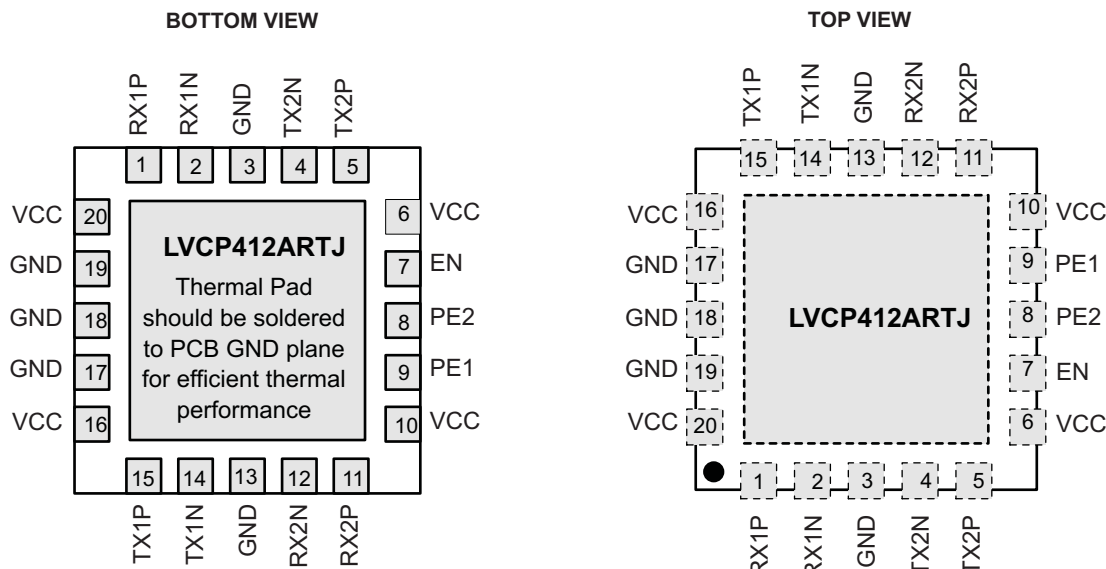 BOTTOM VIEW
RX1P
RX1N
GND
TX2N
TX2P
1
2
3
4
5
VCC
20
GND
19
GND
18
GND
17
VCC
16
LVCP412ARTJ
Thermal Pad
should be soldered
to PCB GND plane
for efficient thermal
performance
6
VCC
7
EN
8
PE2
9
PE1
10
VCC
15
14
13
12
11
TX1P
TX1N
GND
RX2N
RX2P
TOP VIEW
TX1P
TX1N
GND
RX2N
RX2P
15
14
13
12
11
VCC
16
GND
17
GND
18
GND
19
VCC
20
LVCP412ARTJ
10
VCC
9
PE1
8
PE2
7
EN
6
VCC
1
2
3
4
5
RX1P
RX1N
GND
TX2N
TX2P